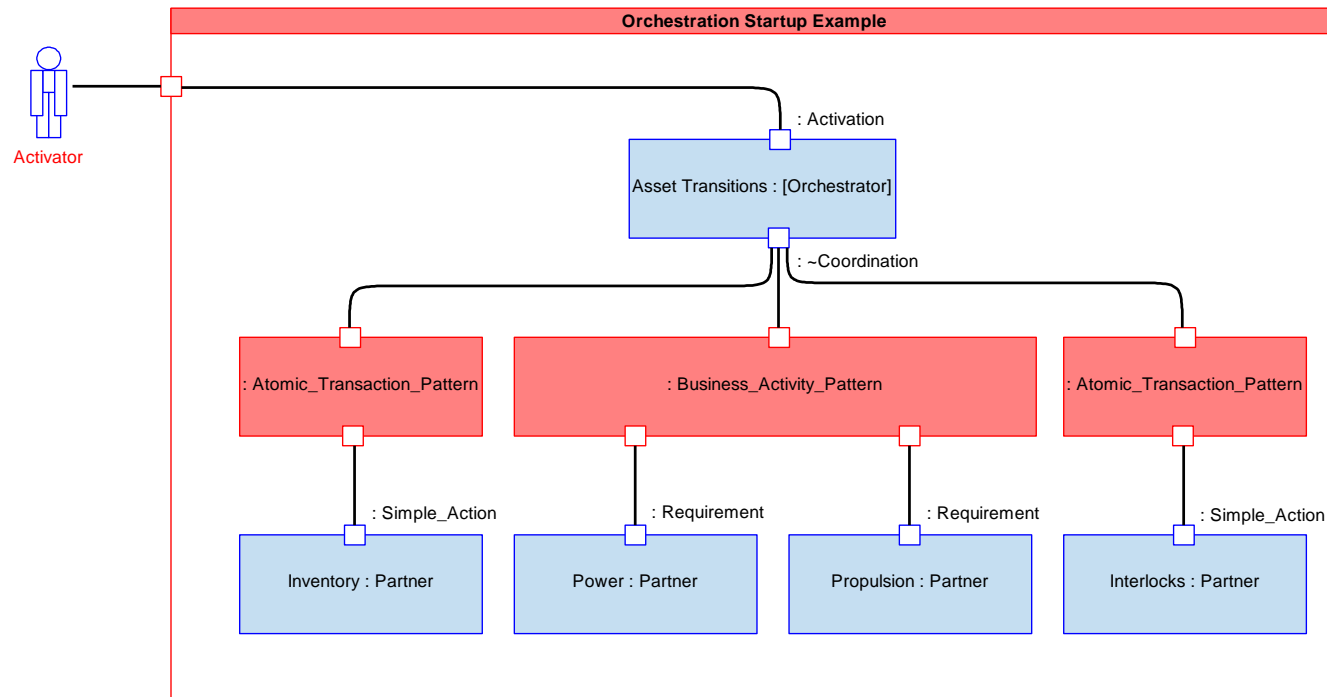 Orchestration Startup Example
Activator
: Activation
Asset Transitions : [Orchestrator]
: ~Coordination
: Atomic_Transaction_Pattern
: Business_Activity_Pattern
: Atomic_Transaction_Pattern
: Simple_Action
: Requirement
: Requirement
: Simple_Action
Inventory : Partner
Power : Partner
Propulsion : Partner
Interlocks : Partner